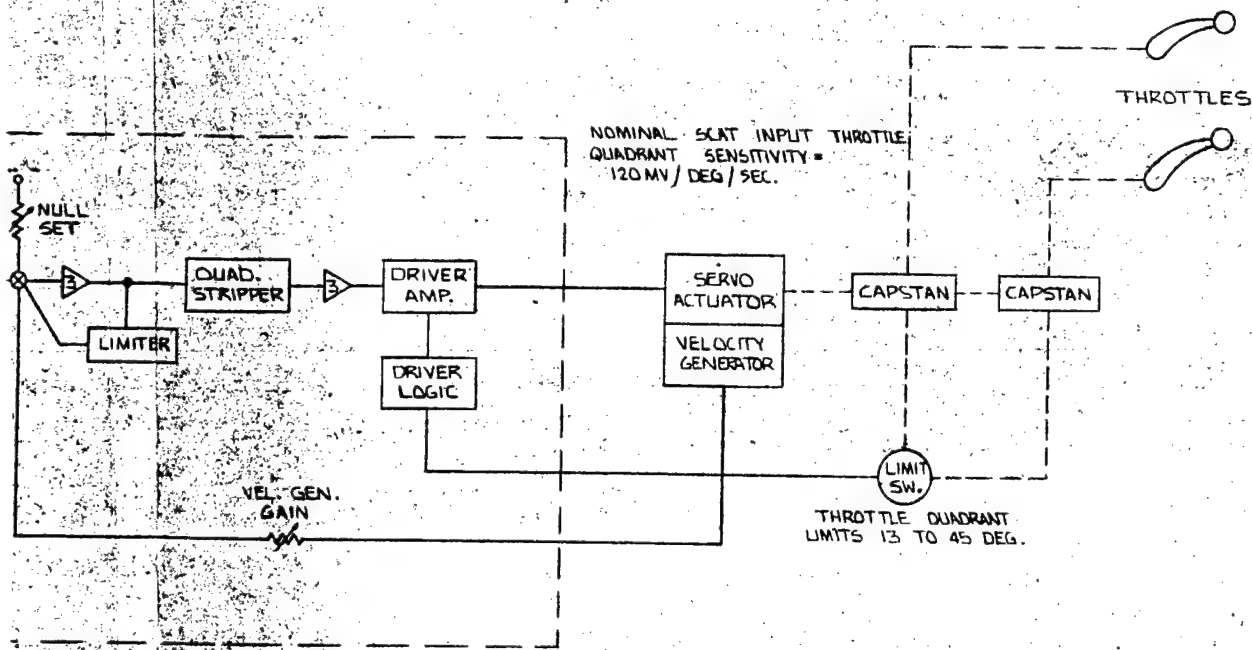 THROTTLES
NOMINAL SCAT INPUT THROTTLE
QUADRANT SENSITIVITY =
120 MV / DEG / SEC.
NULL
SET
3
QUAD.
STRIPPER
3
DRIVER
AMP.
SERVO
ACTUATOR
CAPSTAN
CAPSTAN
LIMITER
VELOCITY
GENERATOR
DRIVER
LOGIC
LIMIT
SW.
VEL. GEN.
GAIN
THROTTLE QUADRANT
LIMITS 13 TO 45 DEG.